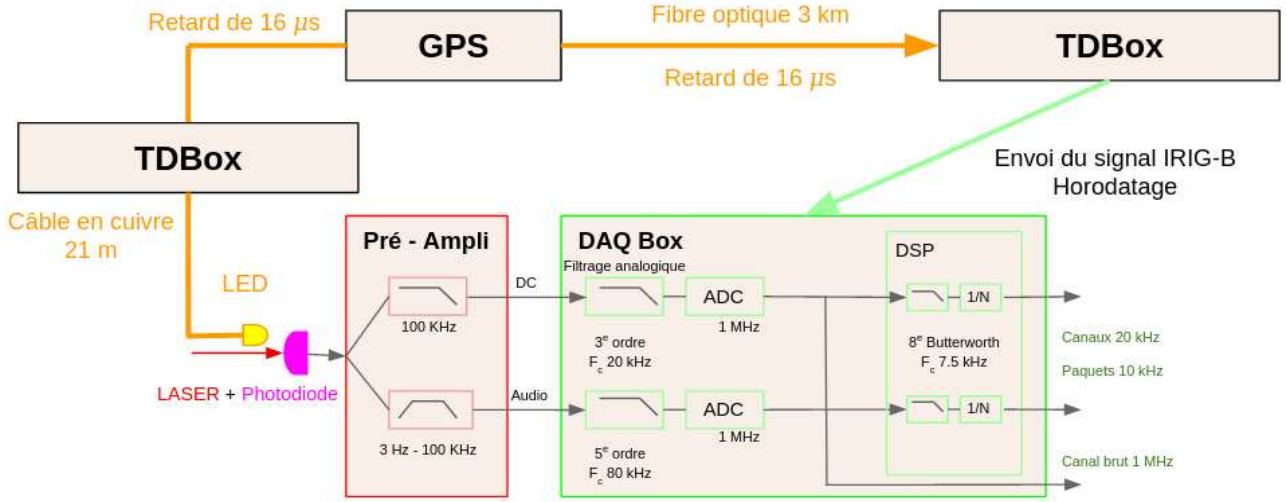 Retard de 16 µs
GPS
Fibre optique 3 km
Retard de 16 µs
TDBox
TDBox
Câble en cuivre
21 m
LED
LASER + Photodiode
Envoi du signal IRIG-B
Horodatage
Pré - Ampli
100 KHz
3 Hz - 100 KHz
DC
Audio
DAQ Box
Filtrage analogique
3e ordre
Fc 20 kHz
ADC
1 MHz
5e ordre
Fc 80 kHz
ADC
1 MHz
DSP
1/N
8e Butterworth
Fc 7.5 kHz
1/N
Canaux 20 kHz
Paquets 10 kHz
Canal brut 1 MHz